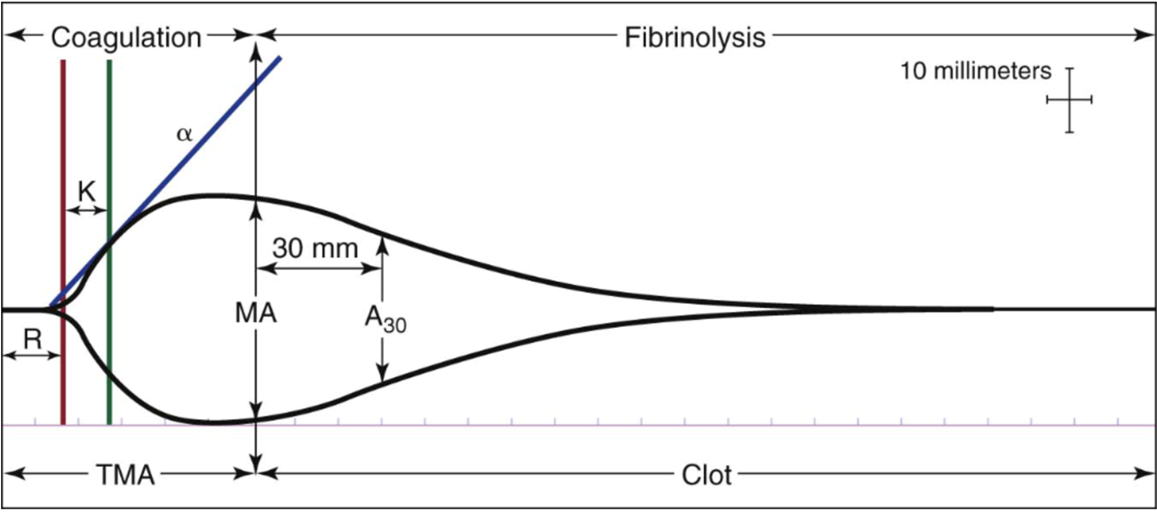 Coagulation
Fibrinolysis
10 millimeters
α
K
30 mm
MA
A30
R
TMA
Clot